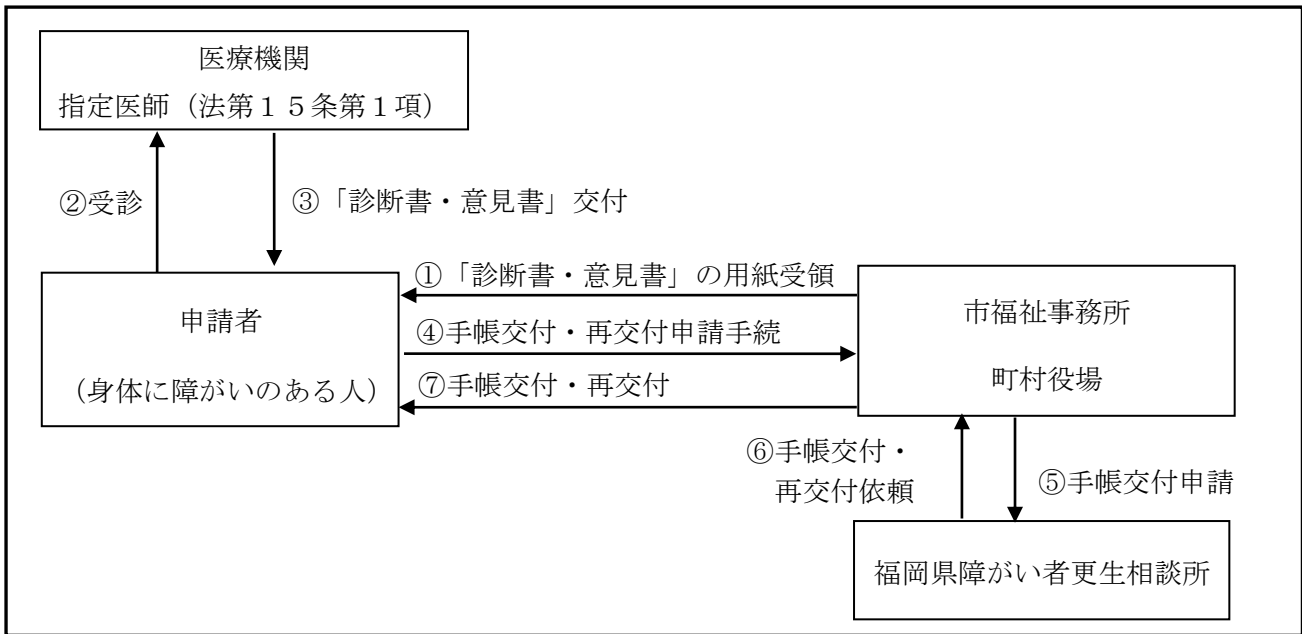 医療機関
指定医師（法第１５条第１項）
②受診
③「診断書・意見書」交付
①「診断書・意見書」の用紙受領
申請者
（身体に障がいのある人）
④手帳交付・再交付申請手続
⑦手帳交付・再交付
市福祉事務所
町村役場
⑥手帳交付・
再交付依頼
⑤手帳交付申請
福岡県障がい者更生相談所